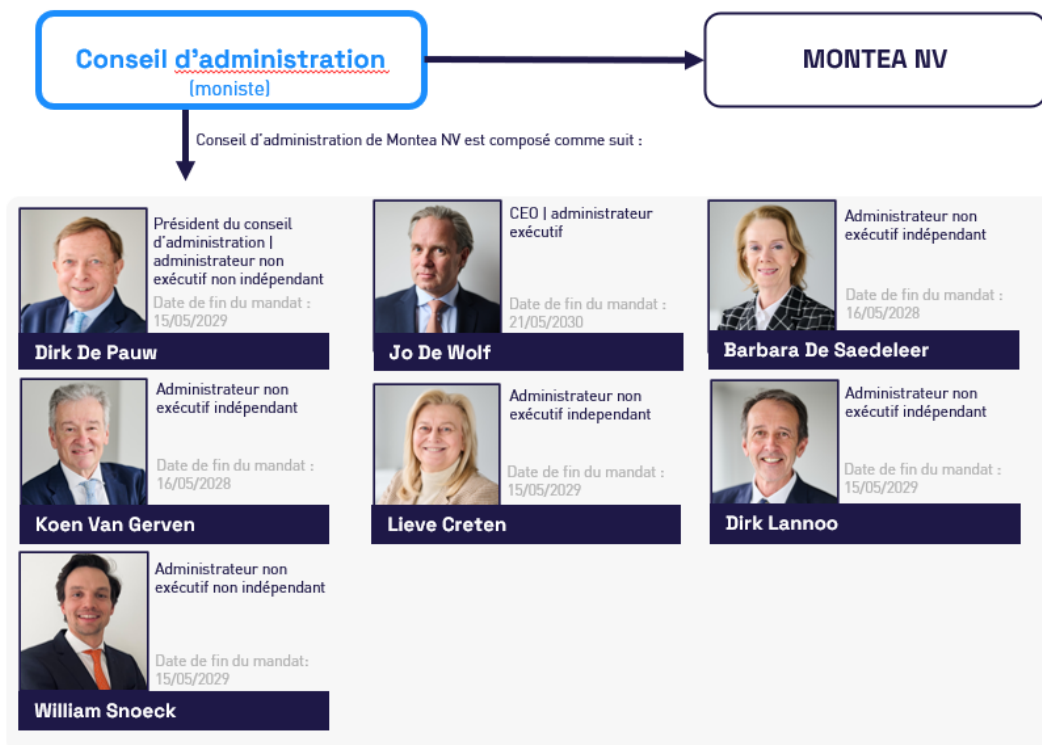 Conseil d'administration
(moniste)
MONTEA NV
Conseil d'administration de Montea NV est composé comme suit :
Président du conseil
d'administration |
administrateur non
exécutif non indépendant
Date de fin du mandat :
15/05/2029
Dirk De Pauw
CEO | administrateur
exécutif
Date de fin du mandat :
21/05/2030
Jo De Wolf
Administrateur non
exécutif indépendant
Date de fin du mandat :
16/05/2028
Barbara De Saedeleer
Administrateur non
exécutif indépendant
Date de fin du mandat :
16/05/2028
Koen Van Gerven
Administrateur non
exécutif independant
Date de fin du mandat :
15/05/2029
Lieve Creten
Administrateur non
exécutif indépendant
Date de fin du mandat :
15/05/2029
Dirk Lannoo
Administrateur non
exécutif non indépendant
Date de fin du mandat:
15/05/2029
William Snoeck